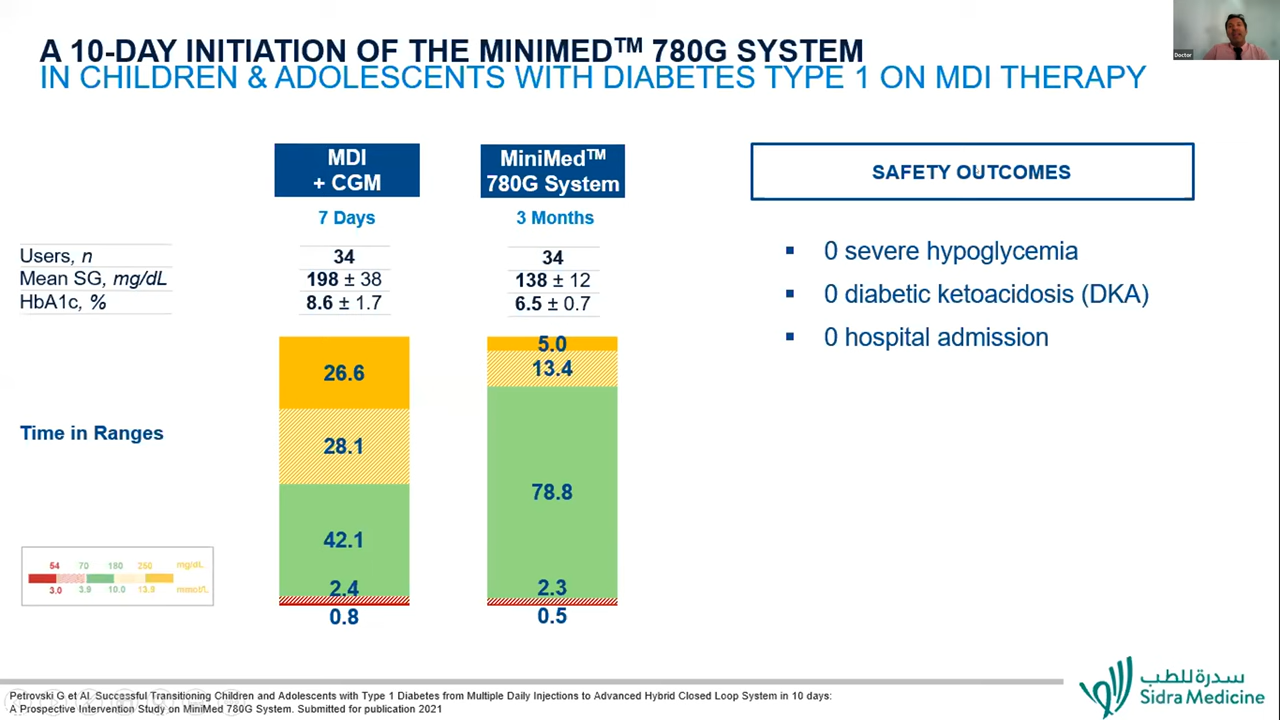 A 10-DAY INITIATION OF THE MINIMED™ 780G SYSTEM
IN CHILDREN & ADOLESCENTS WITH DIABETES TYPE 1 ON MDI THERAPY
Doctor
MDI
+ CGM
MiniMed™
780G System
SAFETY OUTCOMES
7 Days
3 Months
Users, n
34
34
Mean SG, mg/dL
198 ± 38
138 ± 12
HbA1c, %
8.6 ± 1.7
6.5 ± 0.7
▪ 0 severe hypoglycemia
▪ 0 diabetic ketoacidosis (DKA)
▪ 0 hospital admission
Time in Ranges
26.6
28.1
42.1
2.4
0.8
5.0
13.4
78.8
2.3
0.5
54 70 180 250 mg/dL
3.0 3.9 10.0 13.9 mmol/L
Petrovski G et Al. Successful Transitioning Children and Adolescents with Type 1 Diabetes from Multiple Daily Injections to Advanced Hybrid Closed Loop System in 10 days:
A Prospective Intervention Study on MiniMed 780G System. Submitted for publication 2021
سدرة للطب
Sidra Medicine